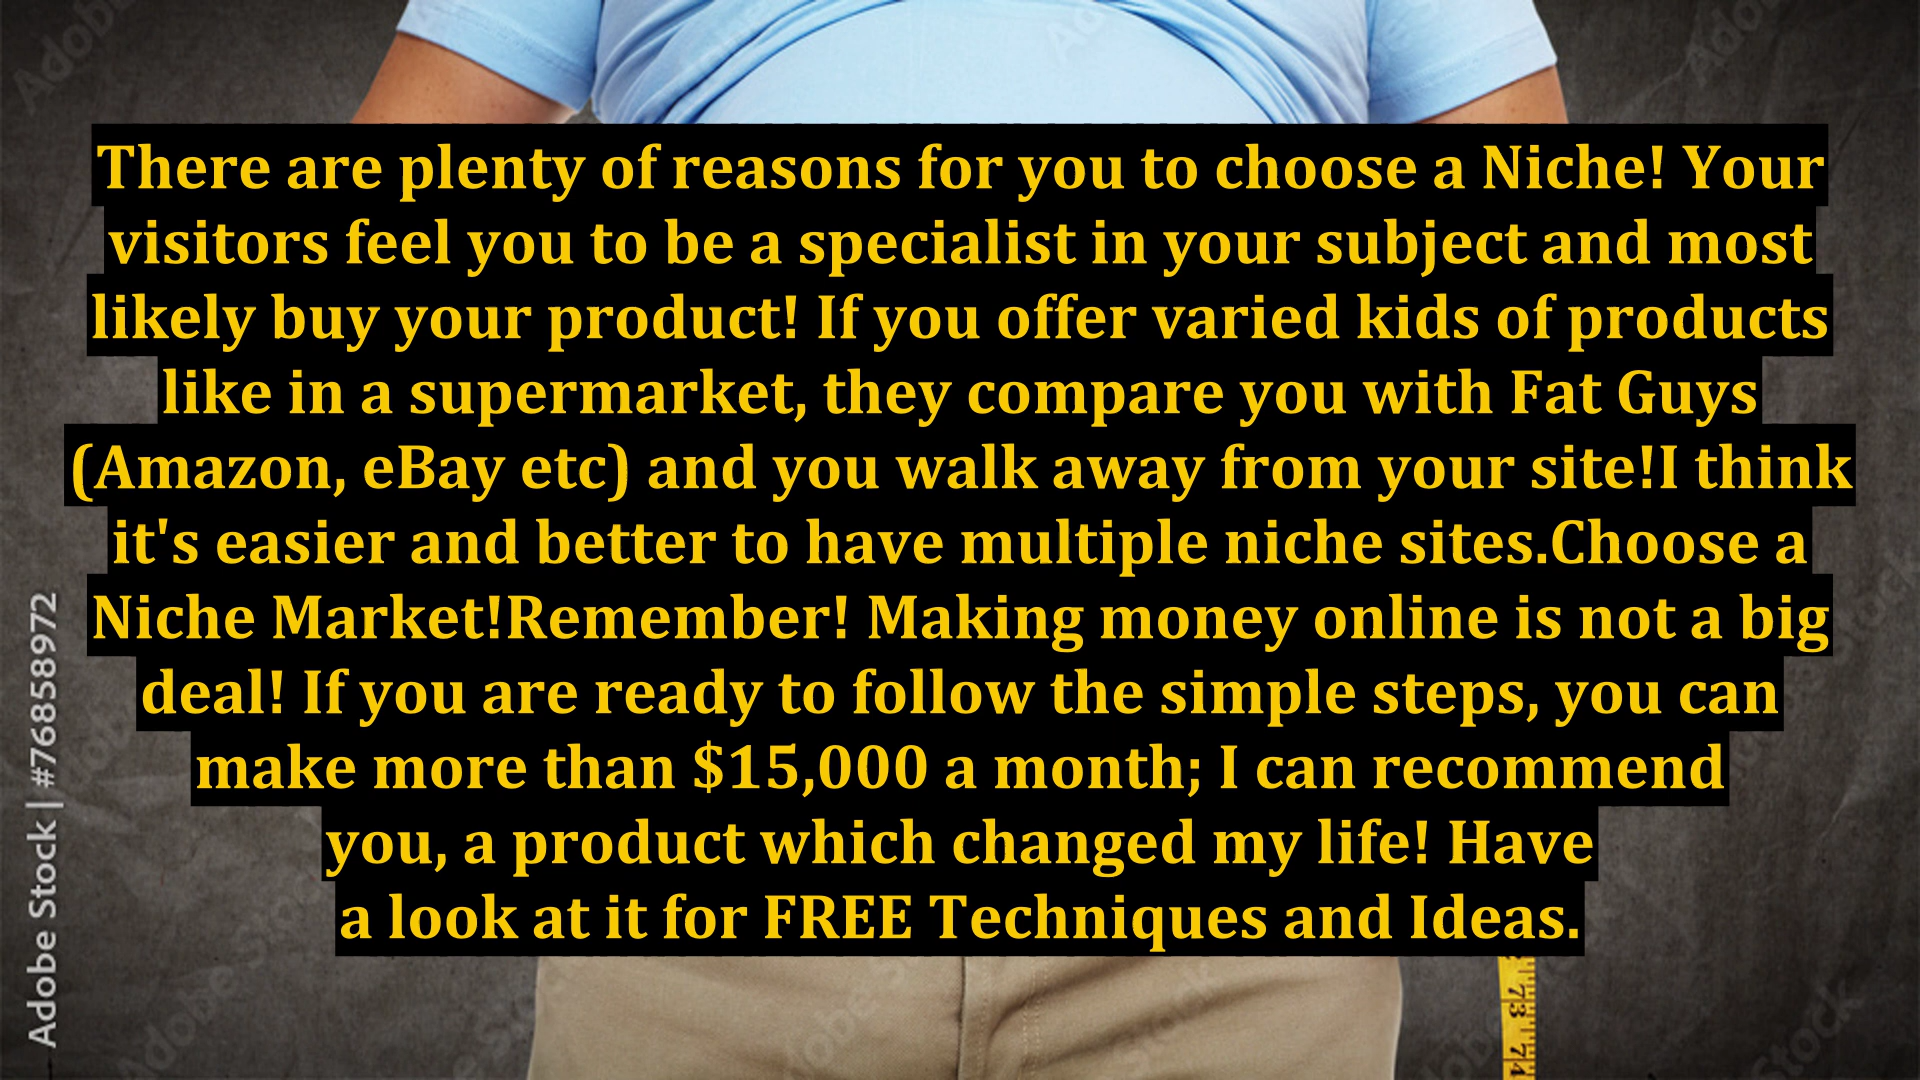 There are plenty of reasons for you to choose a Niche! Your
visitors feel you to be a specialist in your subject and most
likely buy your product! If you offer varied kids of products
like in a supermarket, they compare you with Fat Guys
(Amazon, eBay etc) and you walk away from your site!I think
it's easier and better to have multiple niche sites.Choose a
Niche Market!Remember! Making money online is not a big
deal! If you are ready to follow the simple steps, you can
make more than $15,000 a month; I can recommend
you, a product which changed my life! Have
a look at it for FREE Techniques and Ideas.
Adobe Stock | #76858972
73
74